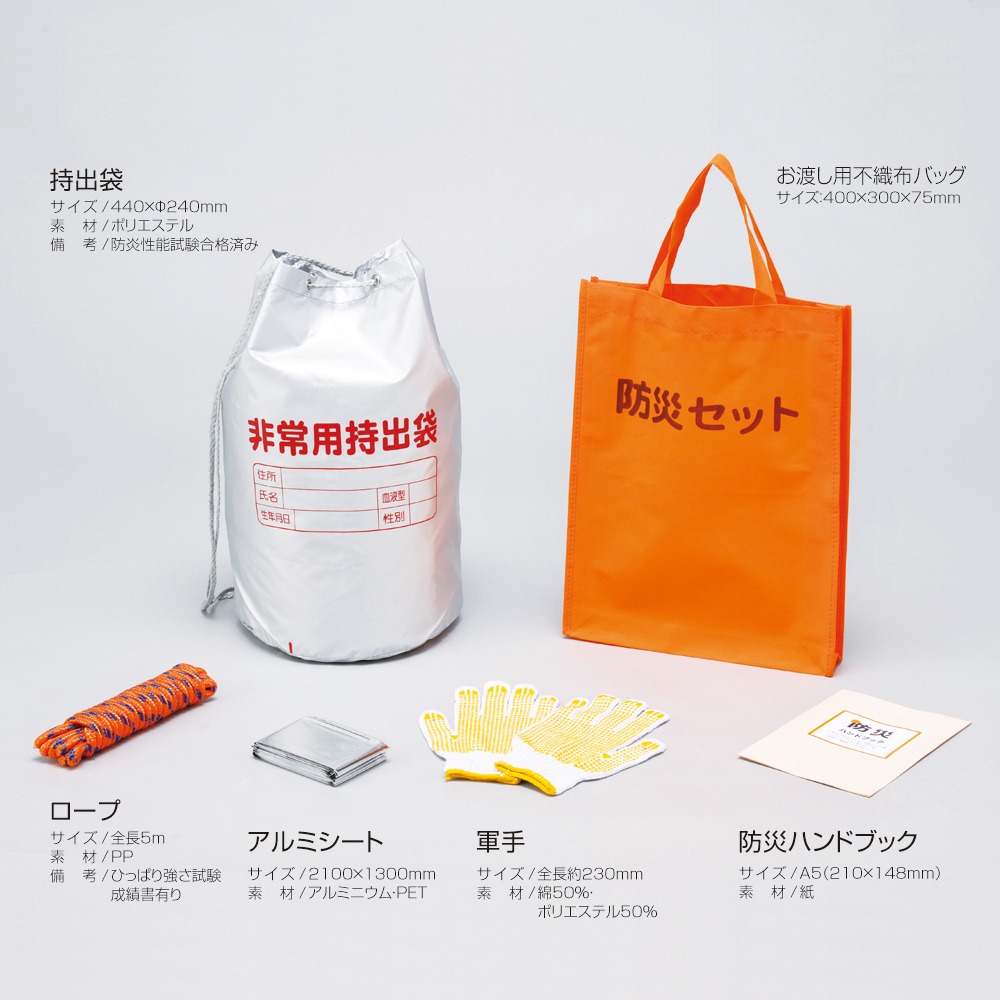 持出袋
サイズ/440×Φ240mm
素　材/ポリエステル
備　考/防炎性能試験合格済み
お渡し用不織布バッグ
サイズ:400×300×75mm
非常用持出袋
住所
氏名　血液型
生年月日　性別
防災セット
防災
ハンドブック
ロープ
サイズ/全長5m
素　材/PP
備　考/ひっぱり強さ試験
成績書有り
アルミシート
サイズ/2100×1300mm
素　材/アルミニウム・PET
軍手
サイズ/全長約230mm
素　材/綿50%・
ポリエステル50%
防災ハンドブック
サイズ/A5(210×148mm)
素　材/紙